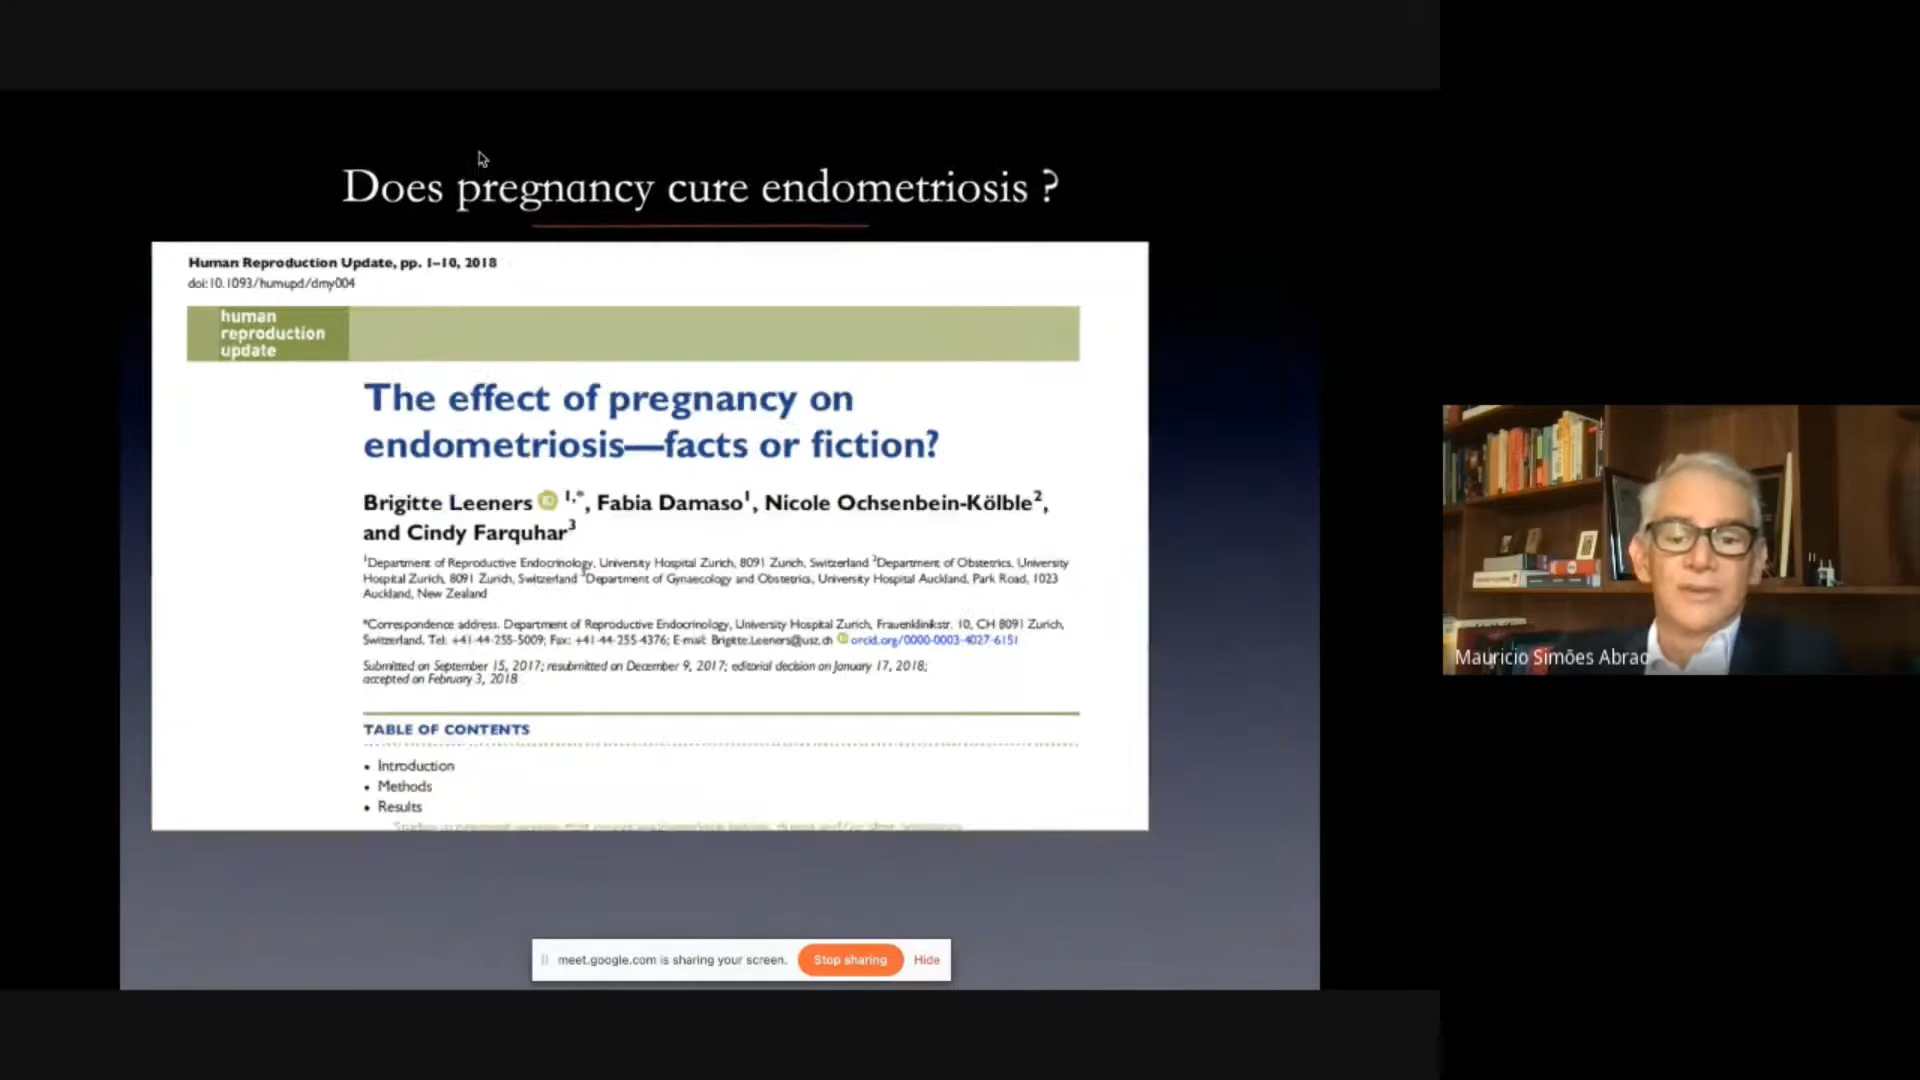 Does pregnancy cure endometriosis ?
Human Reproduction Update, pp. 1–10, 2018
doi:10.1093/humupd/dmy004
human
reproduction
update
The effect of pregnancy on
endometriosis—facts or fiction?
Brigitte Leeners iD 1,*, Fabia Damaso1, Nicole Ochsenbein-Kölble2,
and Cindy Farquhar3
1Department of Reproductive Endocrinology, University Hospital Zurich, 8091 Zurich, Switzerland 2Department of Obstetrics, University
Hospital Zurich, 8091 Zurich, Switzerland 3Department of Gynaecology and Obstetrics, University Hospital Auckland, Park Road, 1023
Auckland, New Zealand
*Correspondence address. Department of Reproductive Endocrinology, University Hospital Zurich, Frauenklinikstr. 10, CH 8091 Zurich,
Switzerland. Tel: +41-44-255-5009; Fax: +41-44-255-4376; E-mail: Brigitte.Leeners@usz.ch iD orcid.org/0000-0003-4027-6151
Submitted on September 15, 2017; resubmitted on December 9, 2017; editorial decision on January 17, 2018;
accepted on February 3, 2018
TABLE OF CONTENTS
• Introduction
• Methods
• Results
meet.google.com is sharing your screen.
Stop sharing
Hide
Mauricio Simões Abrao